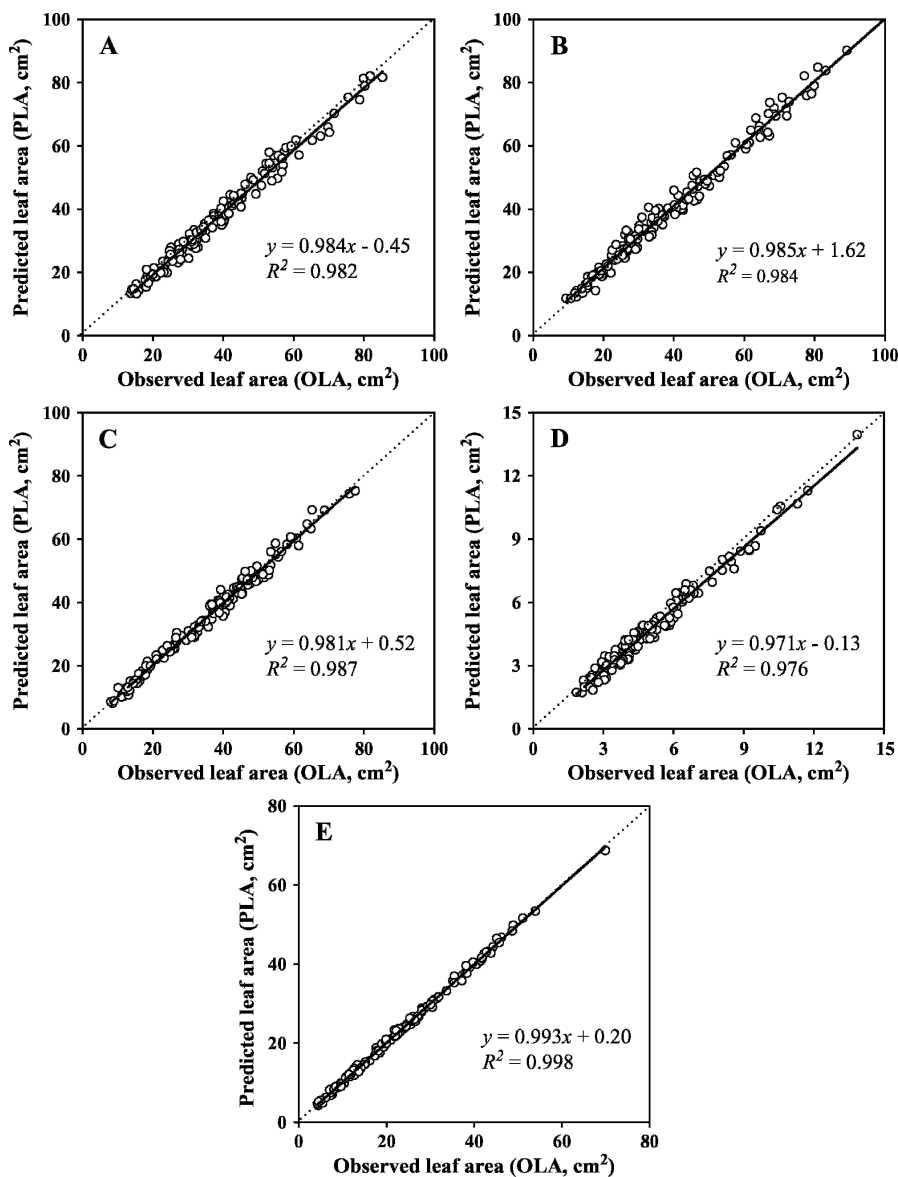 A
Predicted leaf area (PLA, cm²)
100
80
60
40
20
0
y = 0.984x - 0.45
R² = 0.982
0 20 40 60 80 100
Observed leaf area (OLA, cm²)
B
Predicted leaf area (PLA, cm²)
100
80
60
40
20
0
y = 0.985x + 1.62
R² = 0.984
0 20 40 60 80 100
Observed leaf area (OLA, cm²)
C
Predicted leaf area (PLA, cm²)
100
80
60
40
20
0
y = 0.981x + 0.52
R² = 0.987
0 20 40 60 80 100
Observed leaf area (OLA, cm²)
D
Predicted leaf area (PLA, cm²)
15
12
9
6
3
0
y = 0.971x - 0.13
R² = 0.976
0 3 6 9 12 15
Observed leaf area (OLA, cm²)
E
Predicted leaf area (PLA, cm²)
80
60
40
20
0
y = 0.993x + 0.20
R² = 0.998
0 20 40 60 80
Observed leaf area (OLA, cm²)